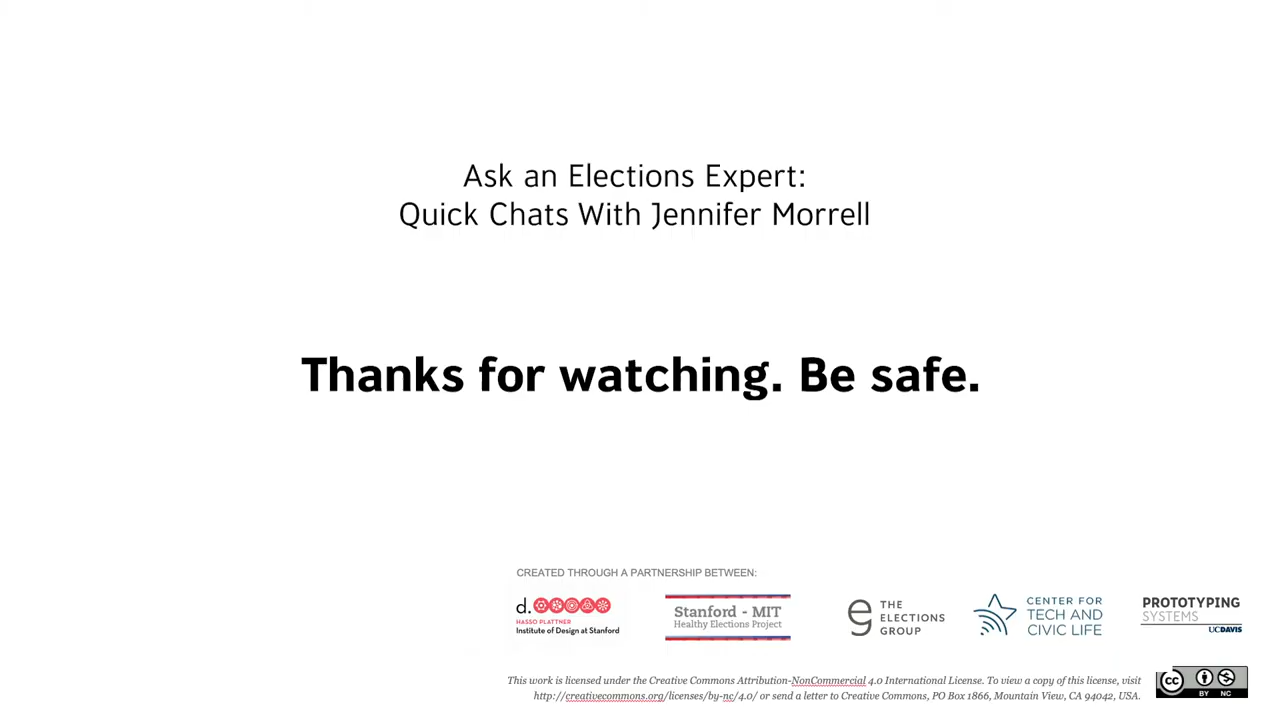 Ask an Elections Expert:
Quick Chats With Jennifer Morrell
Thanks for watching. Be safe.
CREATED THROUGH A PARTNERSHIP BETWEEN:
d.
HASSO PLATTNER
Institute of Design at Stanford
Stanford - MIT
Healthy Elections Project
eg
THE
ELECTIONS
GROUP
CENTER FOR
TECH AND
CIVIC LIFE
PROTOTYPING
SYSTEMS
UCDAVIS
This work is licensed under the Creative Commons Attribution-NonCommercial 4.0 International License. To view a copy of this license, visit
http://creativecommons.org/licenses/by-nc/4.0/ or send a letter to Creative Commons, PO Box 1866, Mountain View, CA 94042, USA.
cc
BY NC